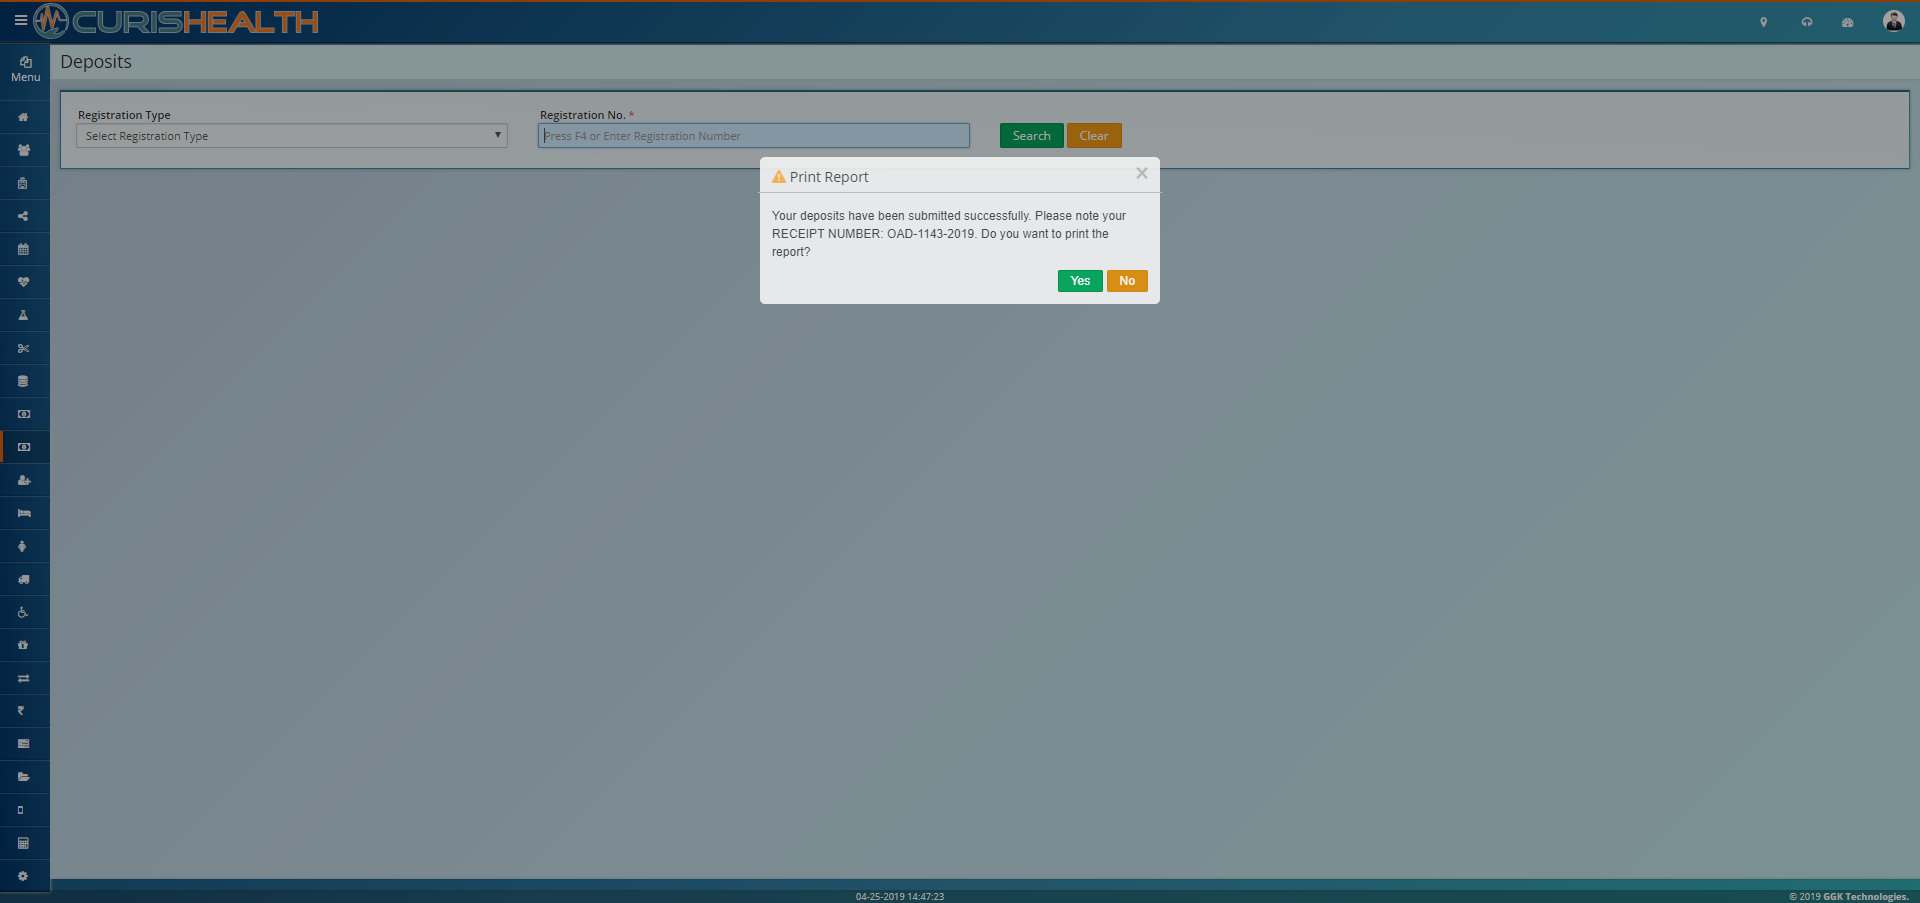 CURISHEALTH
Menu
Deposits
Registration Type
Registration No. *
Select Registration Type
Press F4 or Enter Registration Number
Search
Clear
Print Report
×
Your deposits have been submitted successfully. Please note your
RECEIPT NUMBER: OAD-1143-2019. Do you want to print the
report?
Yes
No
04-25-2019 14:47:23
© 2019 GGK Technologies.